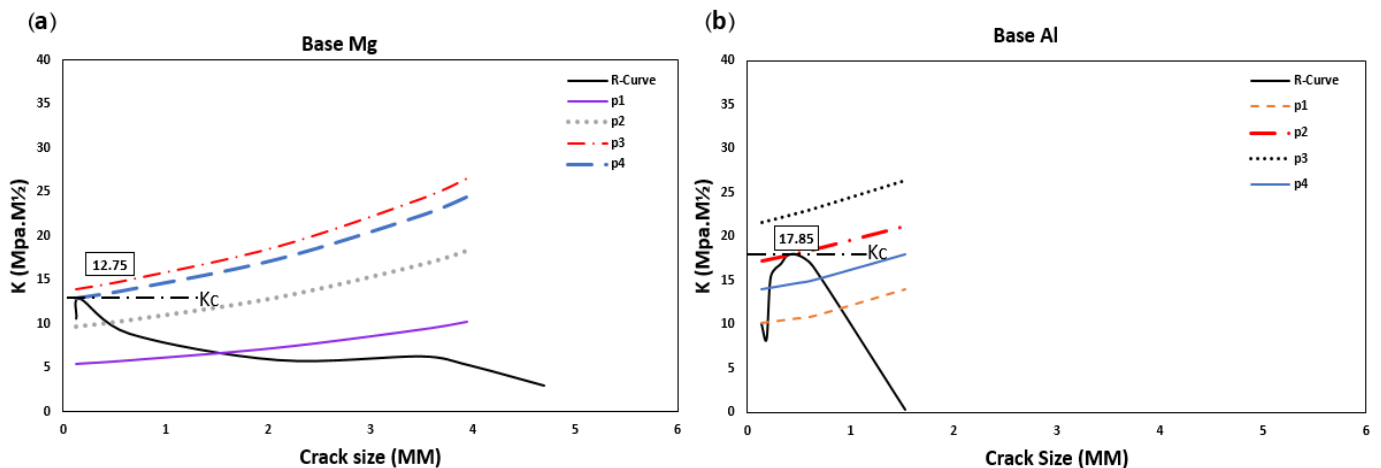 (a)
Base Mg
40
35
30
25
20
15
10
5
0
K (Mpa.M½)
R-Curve
p1
p2
p3
p4
12.75
Kc
0 1 2 3 4 5 6
Crack size (MM)
(b)
Base Al
40
35
30
25
20
15
10
5
0
K (Mpa.M½)
R-Curve
p1
p2
p3
p4
17.85
Kc
0 1 2 3 4 5 6
Crack Size (MM)